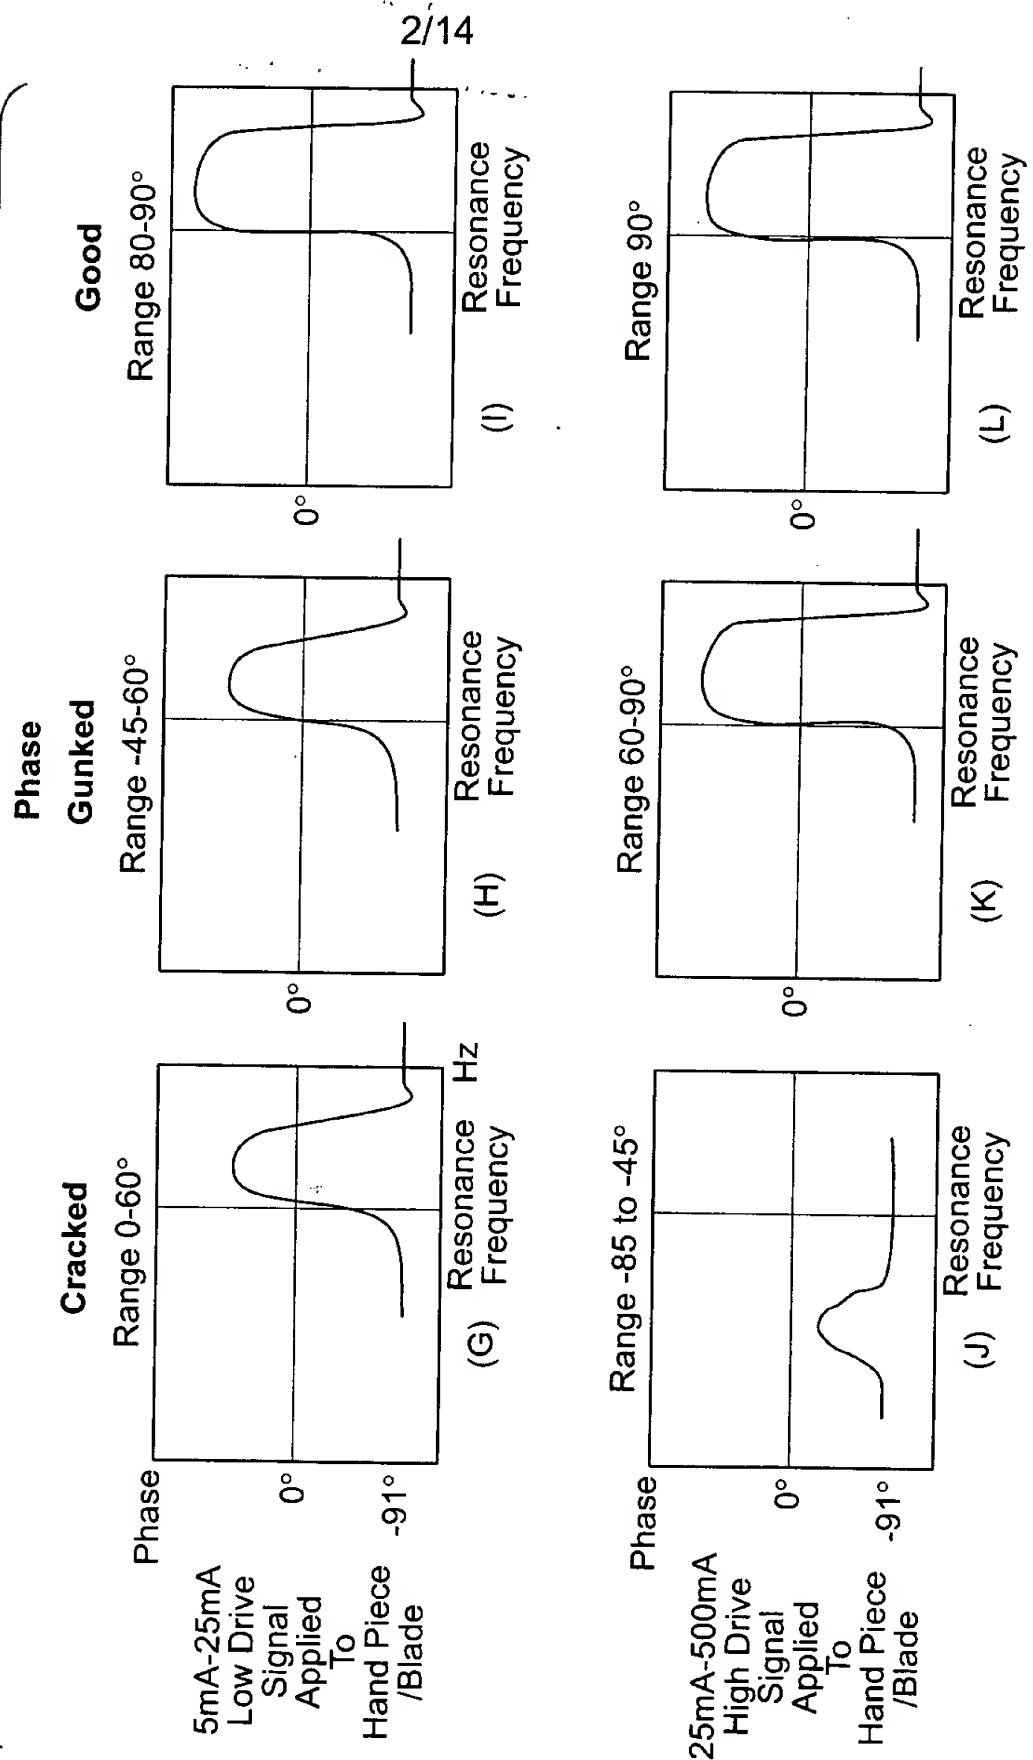 2/14
Phase
Cracked
Gunked
Good
Range 0-60°
Range -45-60°
Range 80-90°
Phase
0°
-91°
5mA-25mA
Low Drive
Signal
Applied
To
Hand Piece
/Blade
Hz
Resonance
Frequency
(G)
0°
Resonance
Frequency
(H)
0°
Resonance
Frequency
(I)
Range -85 to -45°
Range 60-90°
Range 90°
Phase
0°
-91°
25mA-500mA
High Drive
Signal
Applied
To
Hand Piece
/Blade
Resonance
Frequency
(J)
0°
Resonance
Frequency
(K)
0°
Resonance
Frequency
(L)